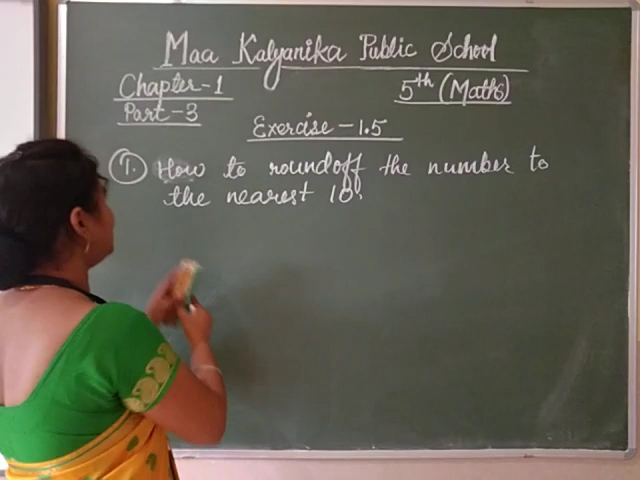 Maa Kalyanika Public School
Chapter-1
5th (Maths)
Part-3
Exercise-1.5
1. How to roundoff the number to
the nearest 10.